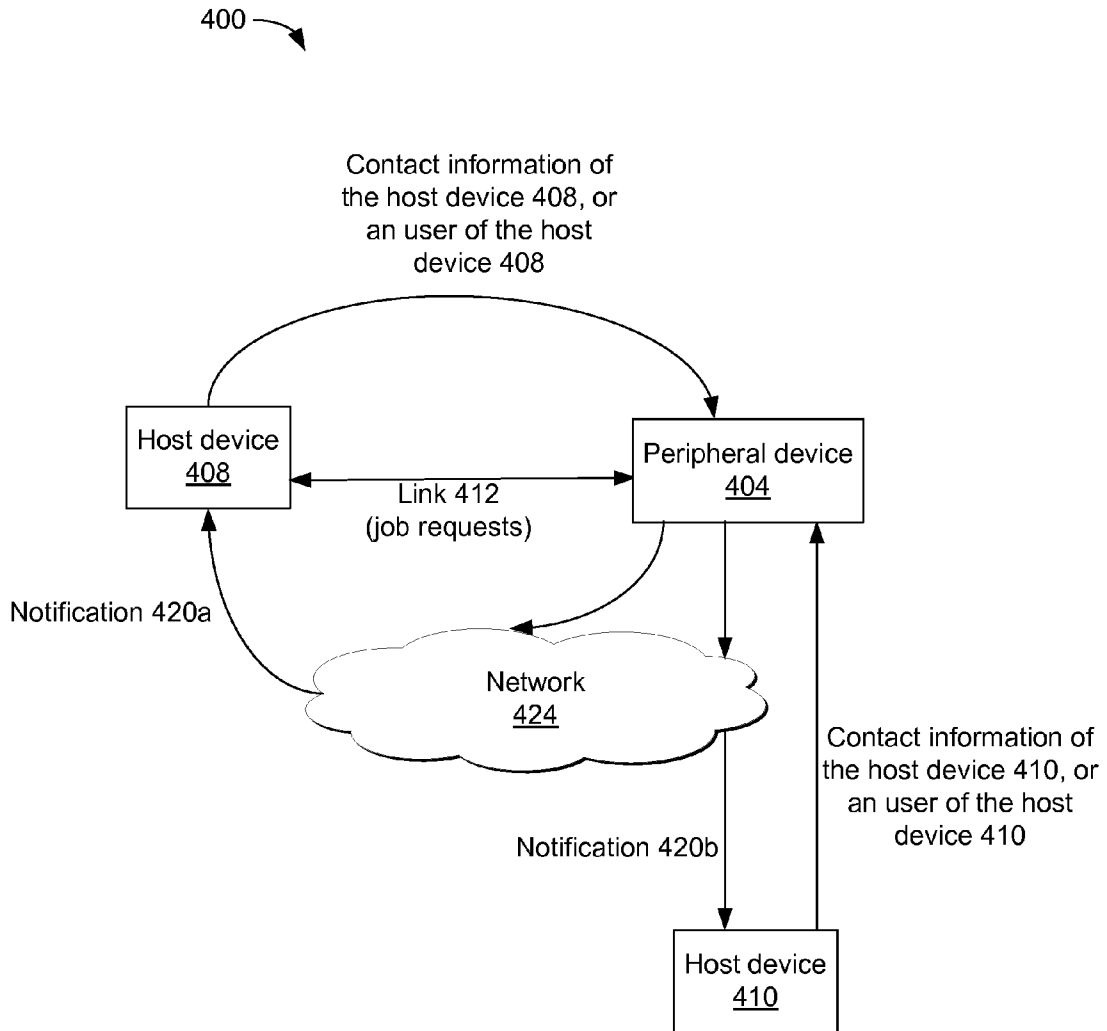 400
Contact information of
the host device 408, or
an user of the host
device 408
Host device
408
Peripheral device
404
Link 412
(job requests)
Notification 420a
Network
424
Contact information of
the host device 410, or
an user of the host
device 410
Notification 420b
Host device
410